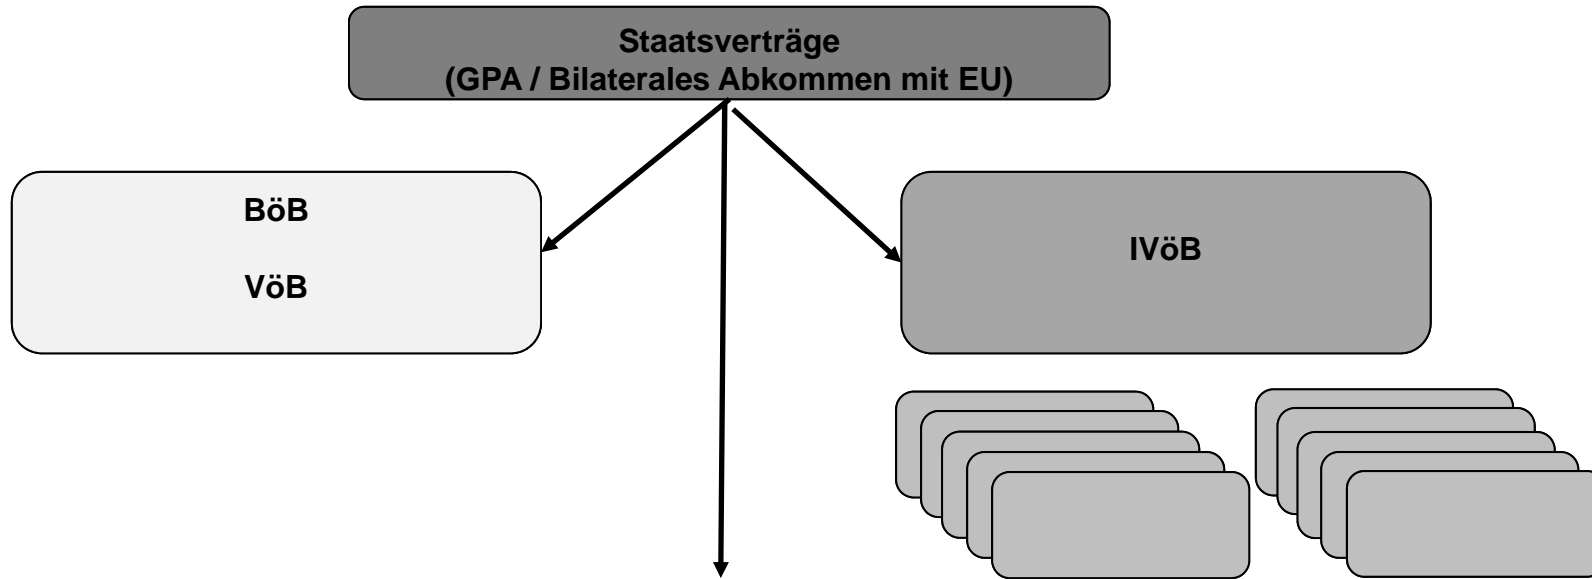 Staatsverträge
(GPA / Bilaterales Abkommen mit EU)
BöB
VöB
IVöB